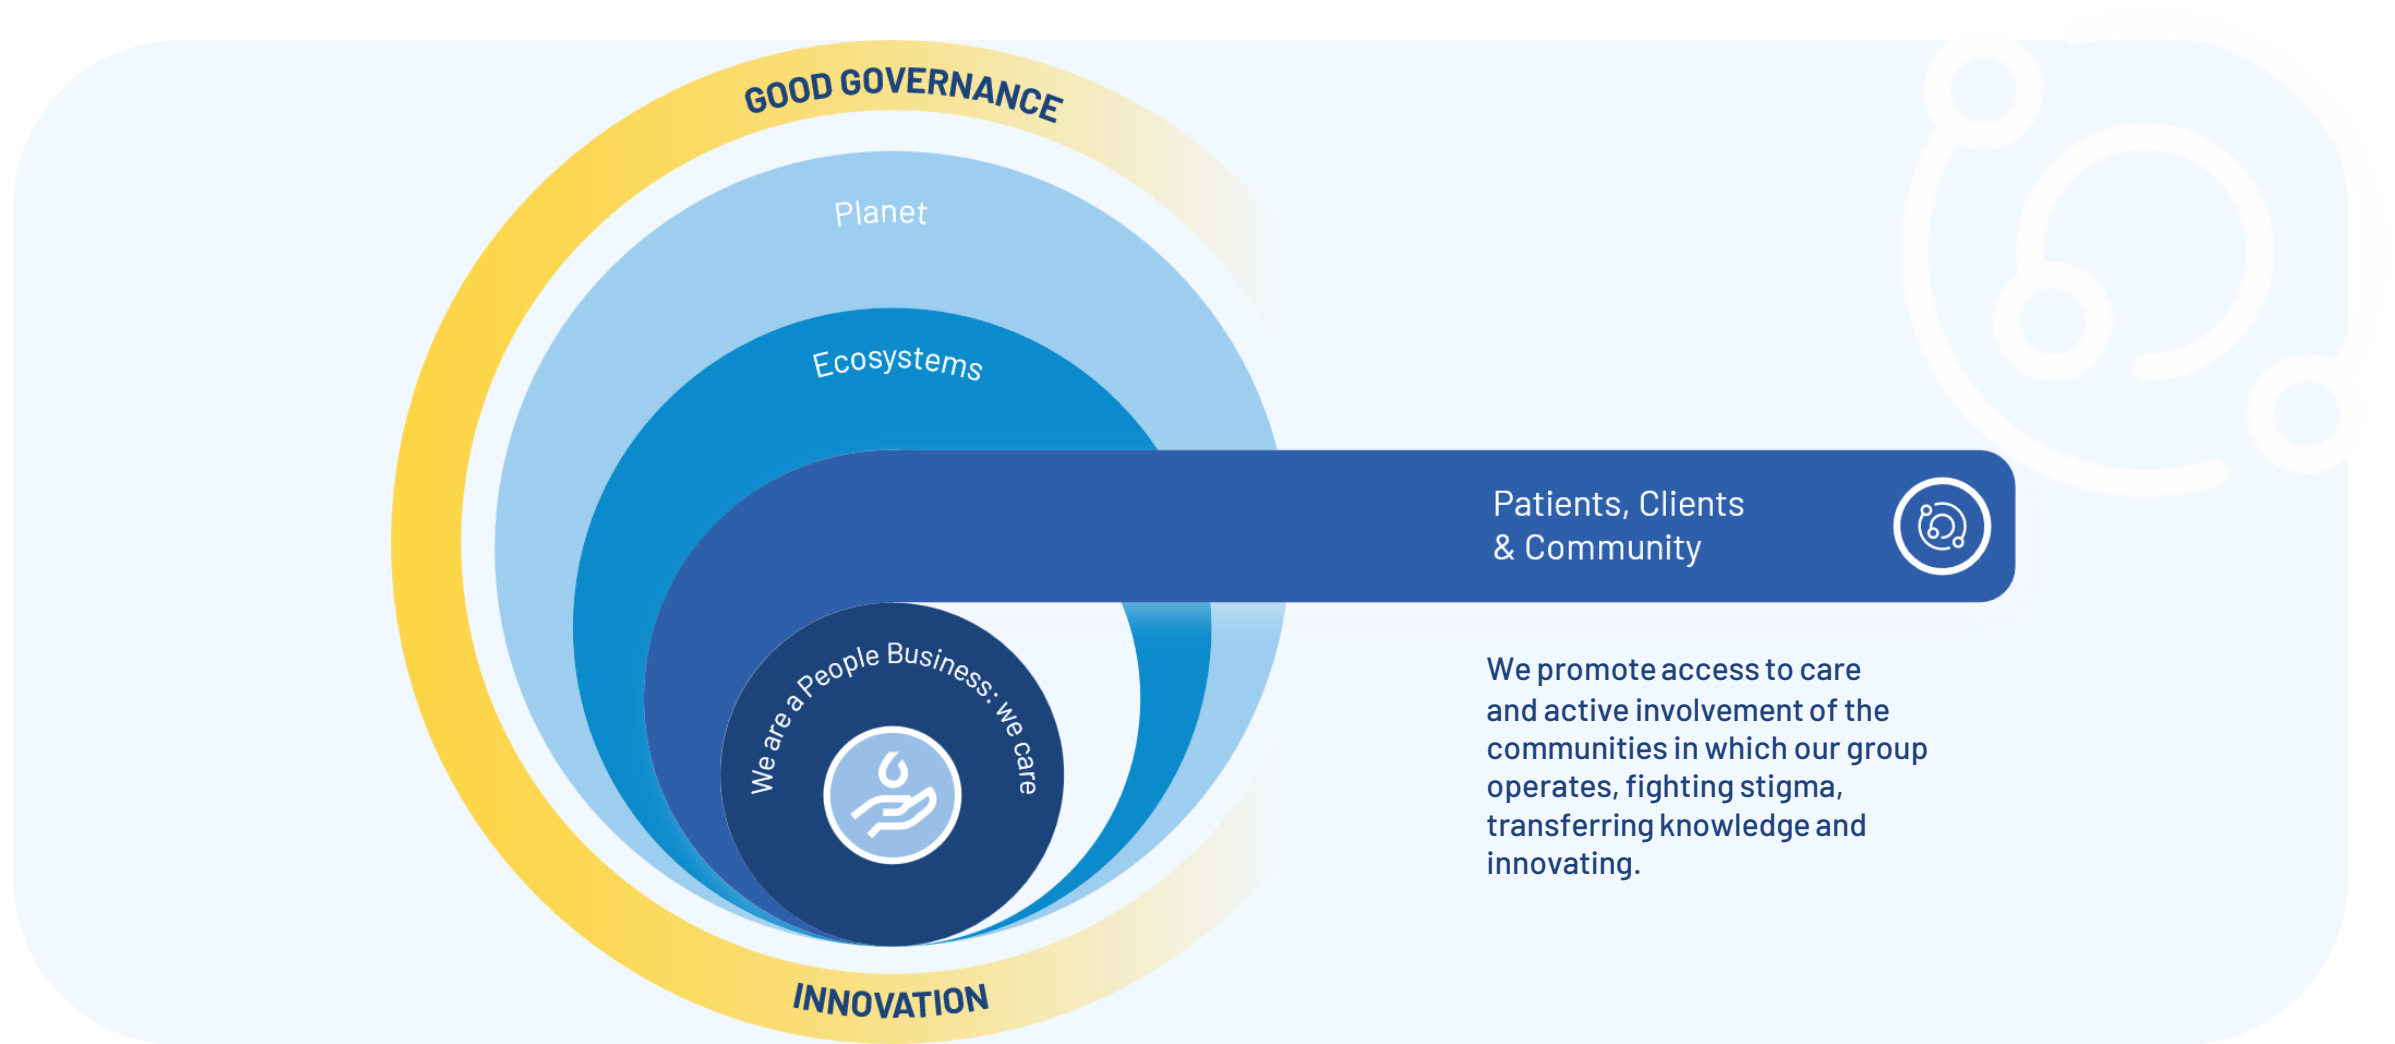 GOOD GOVERNANCE
Planet
Ecosystems
Patients, Clients
& Community
We are a People Business: we care
We promote access to care
and active involvement of the
communities in which our group
operates, fighting stigma,
transferring knowledge and
innovating.
INNOVATION